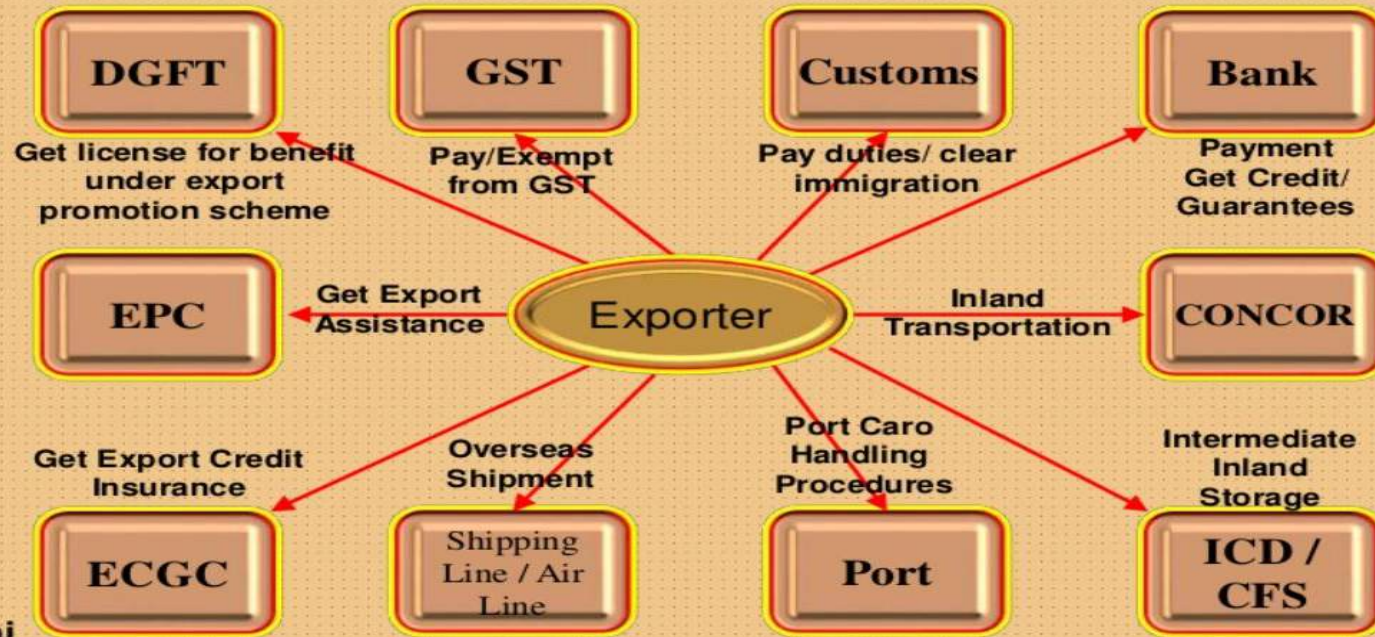 DGFT
GST
Customs
Bank
Get license for benefit
under export
promotion scheme
Pay/Exempt
from GST
Pay duties/ clear
immigration
Payment
Get Credit/
Guarantees
EPC
Get Export
Assistance
Exporter
Inland
Transportation
CONCOR
Get Export Credit
Insurance
Overseas
Shipment
Port Caro
Handling
Procedures
Intermediate
Inland
Storage
ECGC
Shipping
Line / Air
Line
Port
ICD /
CFS